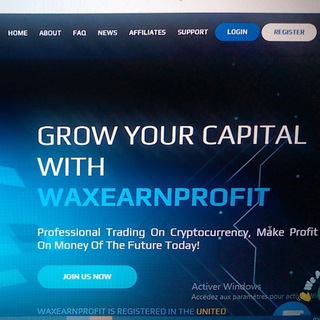 HOME ABOUT FAQ NEWS AFFILIATES SUPPORT LOGIN REGISTER
GROW YOUR CAPITAL
WITH
WAXEARNPROFIT
Professional Trading On Cryptocurrency, Make Profit
On Money Of The Future Today!
JOIN US NOW
Activer Windows
Accédez aux paramètres pour activer Win
WAXEARNPROFIT IS REGISTERED IN THE UNITED